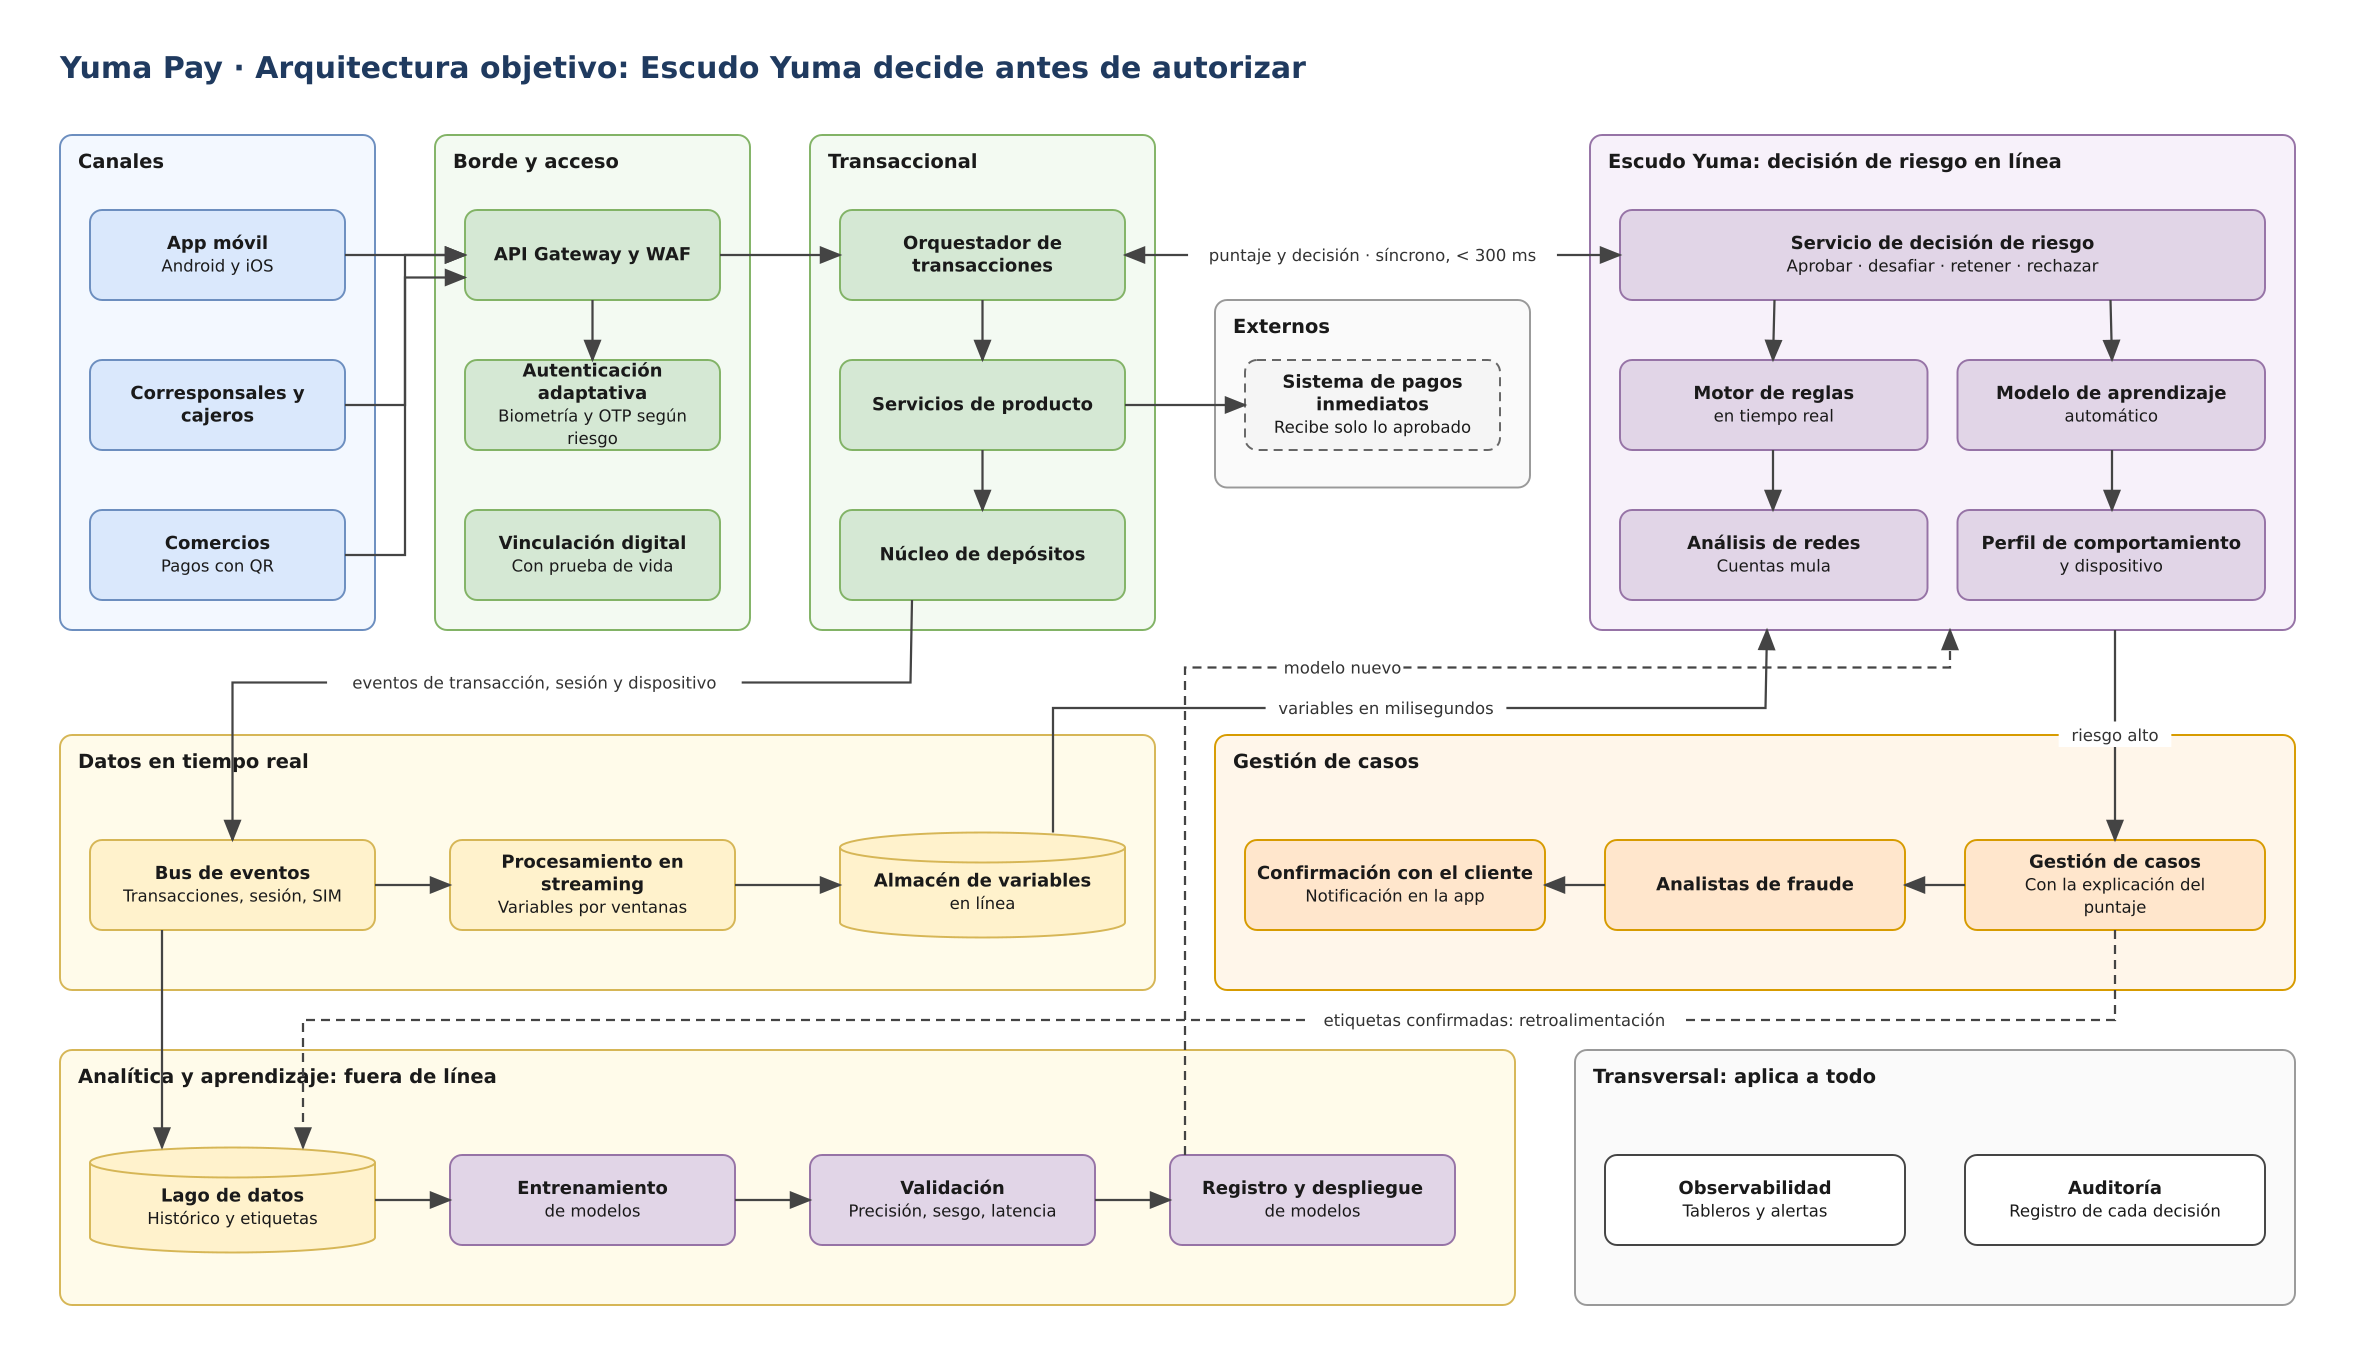 Yuma Pay · Arquitectura objetivo: Escudo Yuma decide antes de autorizar
Canales
App móvil
Android y iOS
Corresponsales y
cajeros
Comercios
Pagos con QR
Borde y acceso
API Gateway y WAF
Autenticación
adaptativa
Biometría y OTP según
riesgo
Vinculación digital
Con prueba de vida
Transaccional
Orquestador de
transacciones
Servicios de producto
Núcleo de depósitos
puntaje y decisión · síncrono, < 300 ms
Externos
Sistema de pagos
inmediatos
Recibe solo lo aprobado
Escudo Yuma: decisión de riesgo en línea
Servicio de decisión de riesgo
Aprobar · desafiar · retener · rechazar
Motor de reglas
en tiempo real
Modelo de aprendizaje
automático
Análisis de redes
Cuentas mula
Perfil de comportamiento
y dispositivo
eventos de transacción, sesión y dispositivo
modelo nuevo
variables en milisegundos
riesgo alto
Datos en tiempo real
Bus de eventos
Transacciones, sesión, SIM
Procesamiento en
streaming
Variables por ventanas
Almacén de variables
en línea
Gestión de casos
Confirmación con el cliente
Notificación en la app
Analistas de fraude
Gestión de casos
Con la explicación del
puntaje
etiquetas confirmadas: retroalimentación
Analítica y aprendizaje: fuera de línea
Lago de datos
Histórico y etiquetas
Entrenamiento
de modelos
Validación
Precisión, sesgo, latencia
Registro y despliegue
de modelos
Transversal: aplica a todo
Observabilidad
Tableros y alertas
Auditoría
Registro de cada decisión